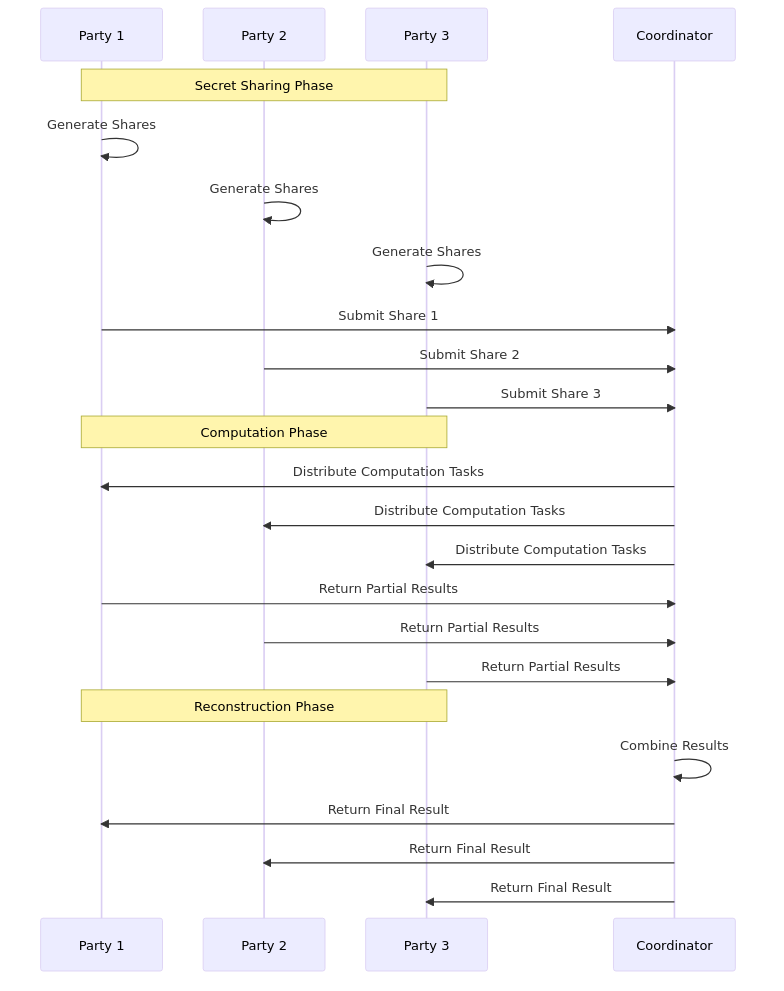 Party 1
Party 2
Party 3
Coordinator
Secret Sharing Phase
Generate Shares
Generate Shares
Generate Shares
Submit Share 1
Submit Share 2
Submit Share 3
Computation Phase
Distribute Computation Tasks
Distribute Computation Tasks
Distribute Computation Tasks
Return Partial Results
Return Partial Results
Return Partial Results
Reconstruction Phase
Combine Results
Return Final Result
Return Final Result
Return Final Result
Party 1
Party 2
Party 3
Coordinator